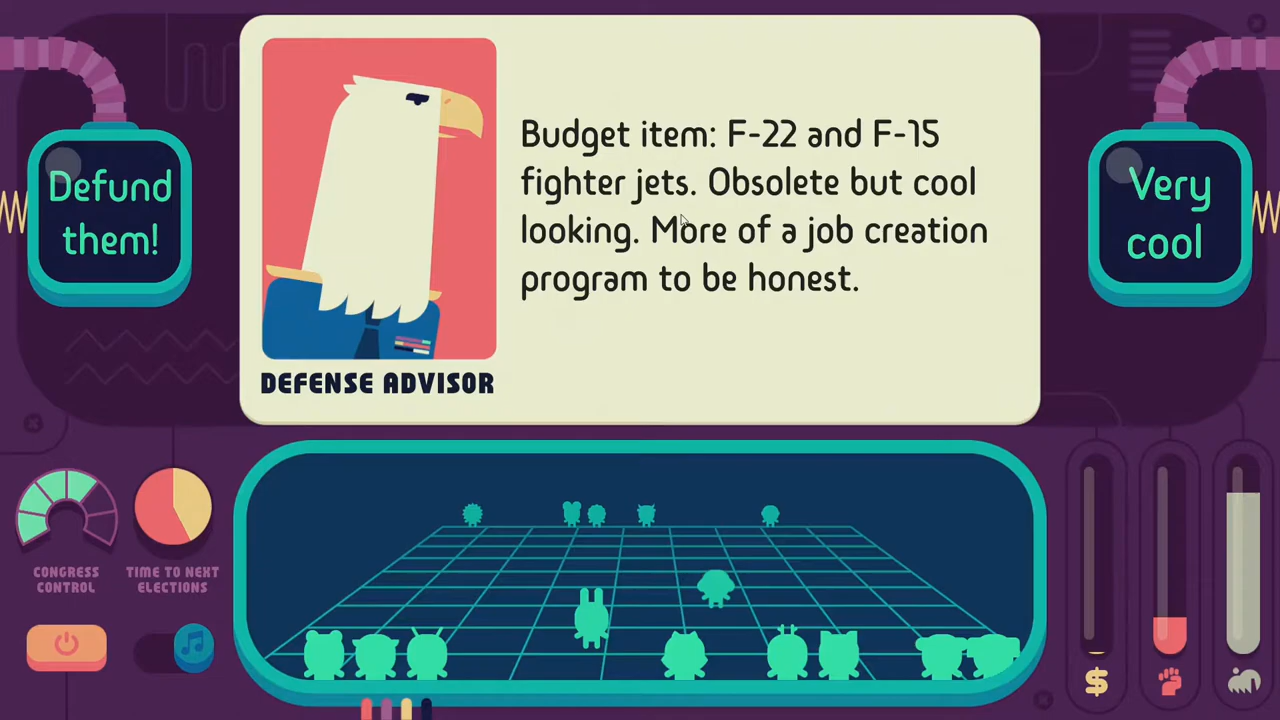 Defund
them!
Budget item: F-22 and F-15
fighter jets. Obsolete but cool
looking. More of a job creation
program to be honest.
Very
cool
DEFENSE ADVISOR
CONGRESS
CONTROL
TIME TO NEXT
ELECTIONS
$